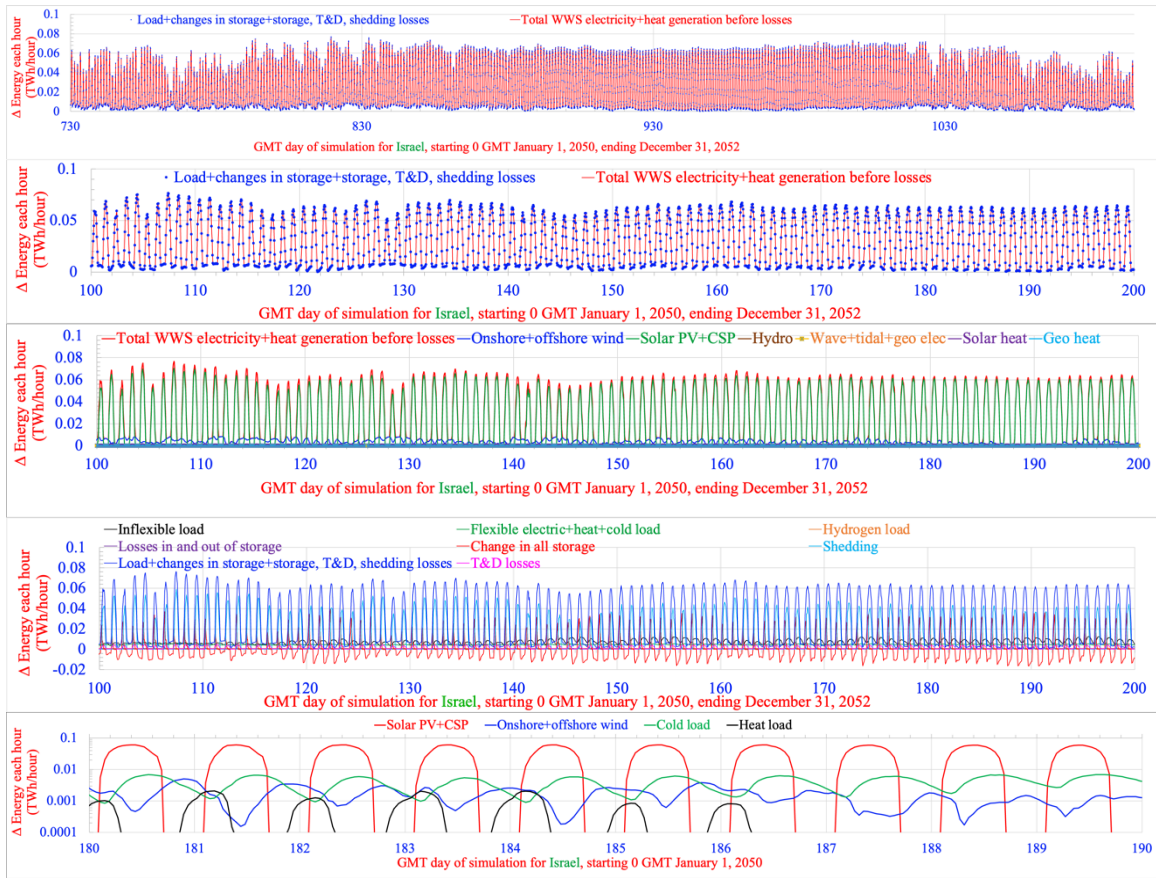 Load+changes in storage+storage, T&D, shedding losses —Total WWS electricity+heat generation before losses
Δ Energy each hour
(TWh/hour)
0.1
0.08
0.06
0.04
0.02
0
730 830 930 1030
GMT day of simulation for Israel, starting 0 GMT January 1, 2050, ending December 31, 2052
• Load+changes in storage+storage, T&D, shedding losses —Total WWS electricity+heat generation before losses
Δ Energy each hour
(TWh/hour)
0.1
0.05
0
100 110 120 130 140 150 160 170 180 190 200
GMT day of simulation for Israel, starting 0 GMT January 1, 2050, ending December 31, 2052
—Total WWS electricity+heat generation before losses —Onshore+offshore wind —Solar PV+CSP —Hydro —Wave+tidal+geo elec —Solar heat —Geo heat
Δ Energy each hour
(TWh/hour)
0.1
0.08
0.06
0.04
0.02
0
100 110 120 130 140 150 160 170 180 190 200
GMT day of simulation for Israel, starting 0 GMT January 1, 2050, ending December 31, 2052
—Inflexible load —Flexible electric+heat+cold load —Hydrogen load
—Losses in and out of storage —Change in all storage —Shedding
—Load+changes in storage+storage, T&D, shedding losses —T&D losses
Δ Energy each hour
(TWh/hour)
0.1
0.08
0.06
0.04
0.02
0
-0.02
100 110 120 130 140 150 160 170 180 190 200
GMT day of simulation for Israel, starting 0 GMT January 1, 2050, ending December 31, 2052
—Solar PV+CSP —Onshore+offshore wind —Cold load —Heat load
Δ Energy each hour
(TWh/hour)
0.1
0.01
0.001
0.0001
180 181 182 183 184 185 186 187 188 189 190
GMT day of simulation for Israel, starting 0 GMT January 1, 2050